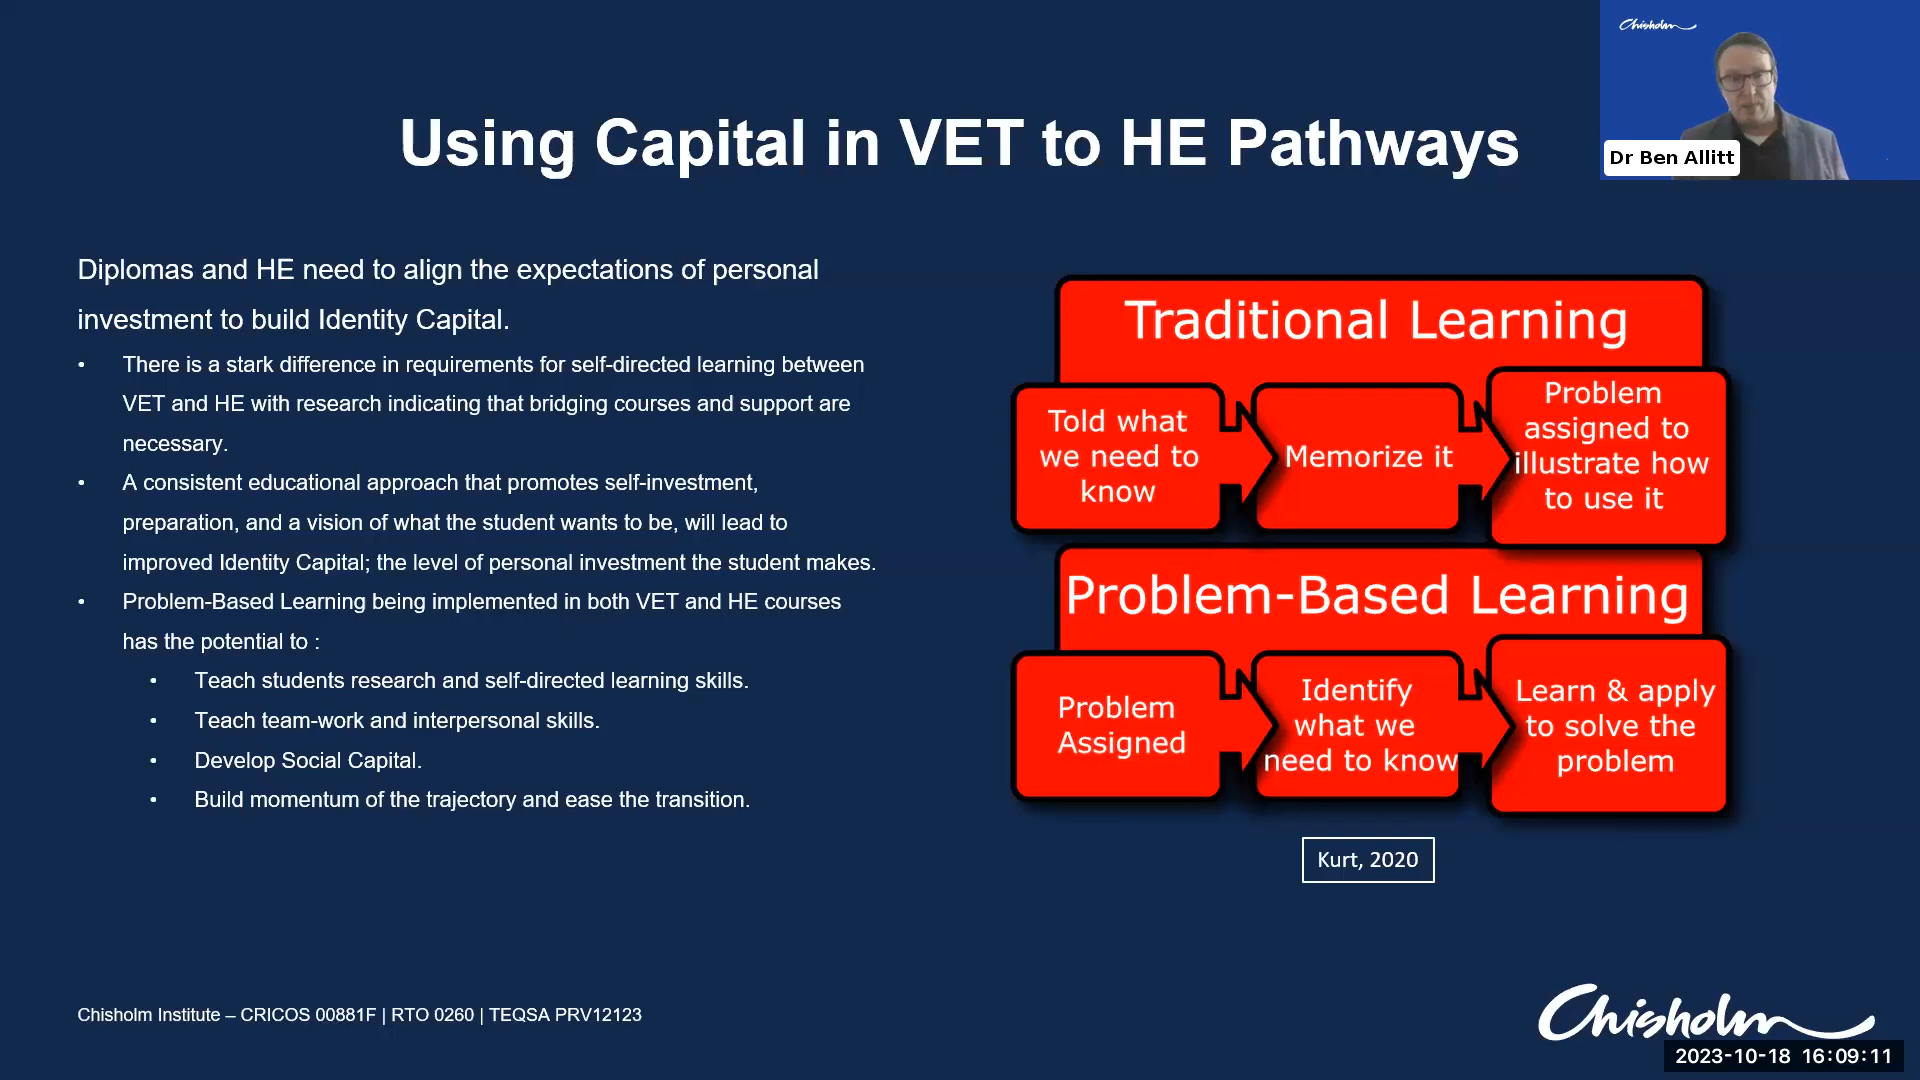 Chisholm
Dr Ben Allitt
Using Capital in VET to HE Pathways
Diplomas and HE need to align the expectations of personal
investment to build Identity Capital.
• There is a stark difference in requirements for self-directed learning between
VET and HE with research indicating that bridging courses and support are
necessary.
• A consistent educational approach that promotes self-investment,
preparation, and a vision of what the student wants to be, will lead to
improved Identity Capital; the level of personal investment the student makes.
• Problem-Based Learning being implemented in both VET and HE courses
has the potential to :
• Teach students research and self-directed learning skills.
• Teach team-work and interpersonal skills.
• Develop Social Capital.
• Build momentum of the trajectory and ease the transition.
Traditional Learning
Told what
we need to
know
Memorize it
Problem
assigned to
illustrate how
to use it
Problem-Based Learning
Problem
Assigned
Identify
what we
need to know
Learn & apply
to solve the
problem
Kurt, 2020
Chisholm Institute – CRICOS 00881F | RTO 0260 | TEQSA PRV12123
Chisholm
2023-10-18 16:09:11